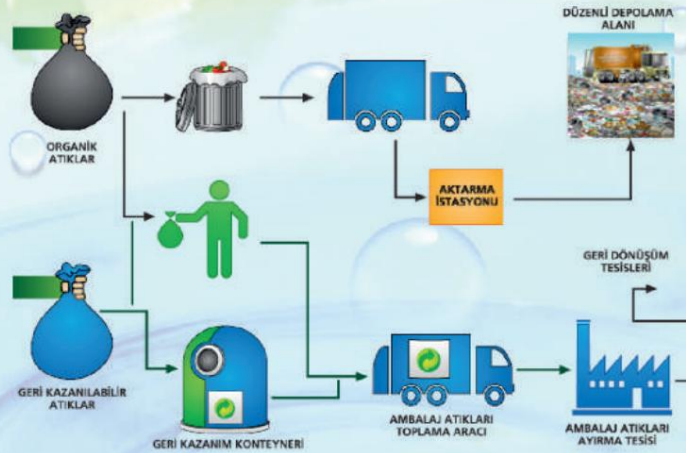 DÜZENLİ DEPOLAMA
ALANI
ORGANİK
ATIKLAR
AKTARMA
İSTASYONU
GERİ DÖNÜŞÜM
TESİSLERİ
GERİ KAZANILABİLİR
ATIKLAR
GERİ KAZANIM KONTEYNERİ
AMBALAJ ATIKLARI
TOPLAMA ARACI
AMBALAJ ATIKLARI
AYIRMA TESİSİ